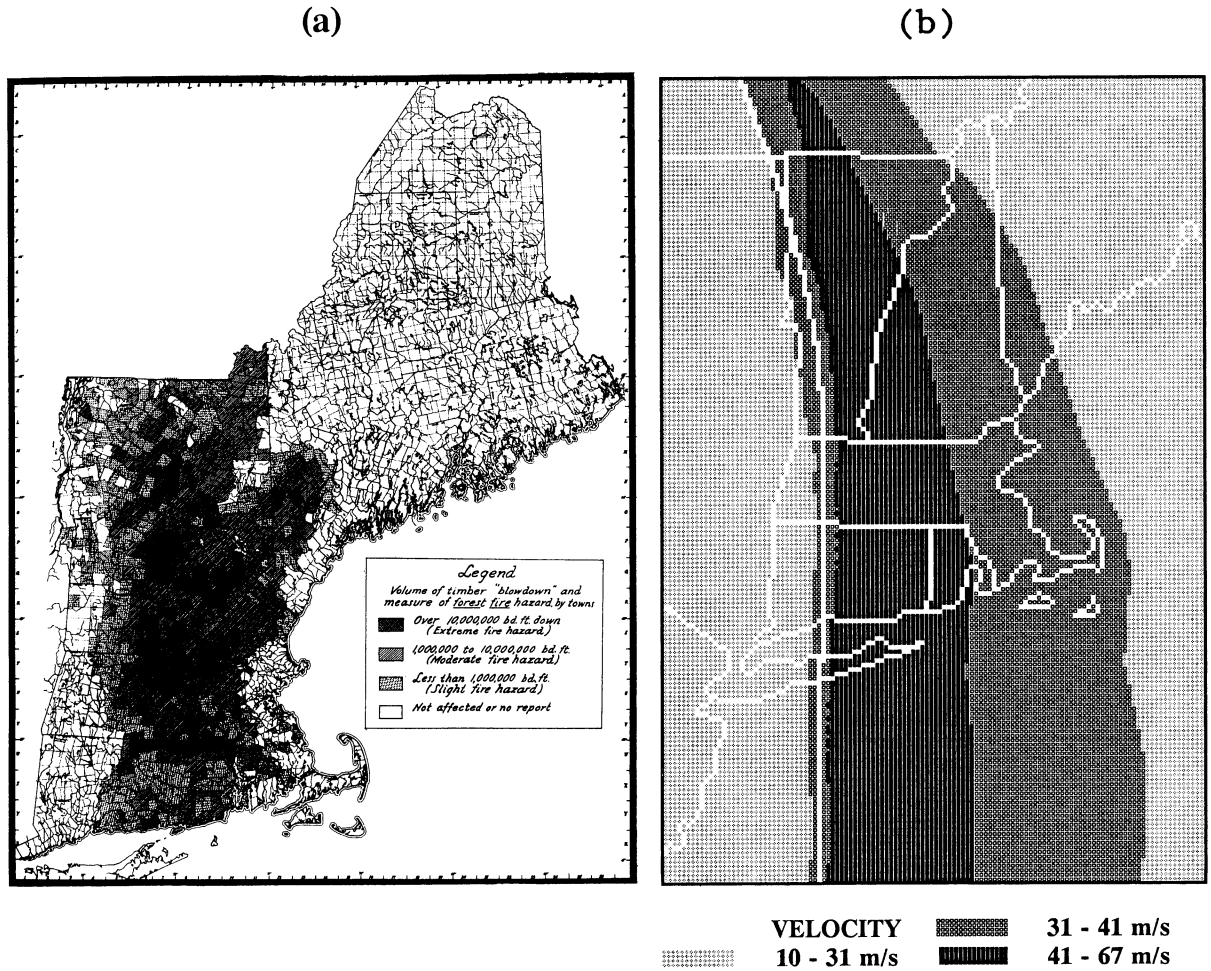 (a)
(b)
Legend
Volume of timber "blowdown" and
measure of forest fire hazard, by towns
Over 10,000,000 bd. ft. down
(Extreme fire hazard)
1,000,000 to 10,000,000 bd. ft.
(Moderate fire hazard)
Less than 1,000,000 bd. ft.
(Slight fire hazard)
Not affected or no report
VELOCITY 31 - 41 m/s
10 - 31 m/s 41 - 67 m/s